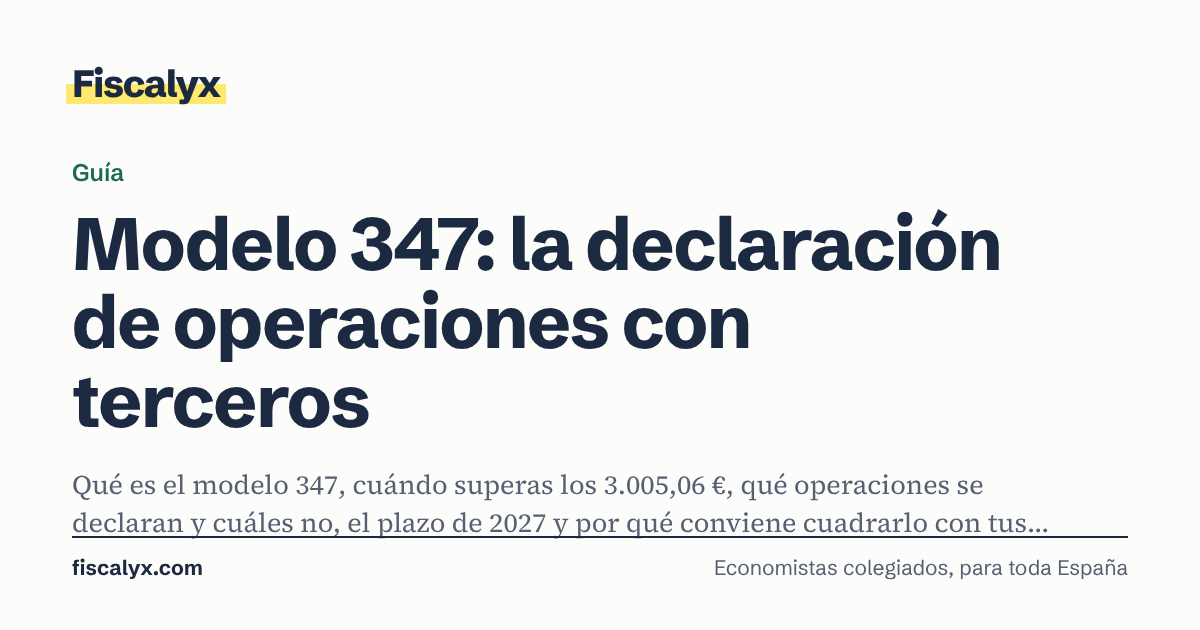 Fiscalyx
Guía
Modelo 347: la declaración
de operaciones con
terceros
Qué es el modelo 347, cuándo superas los 3.005,06 €, qué operaciones se
declaran y cuáles no, el plazo de 2027 y por qué conviene cuadrarlo con tus...
fiscalyx.com
Economistas colegiados, para toda España